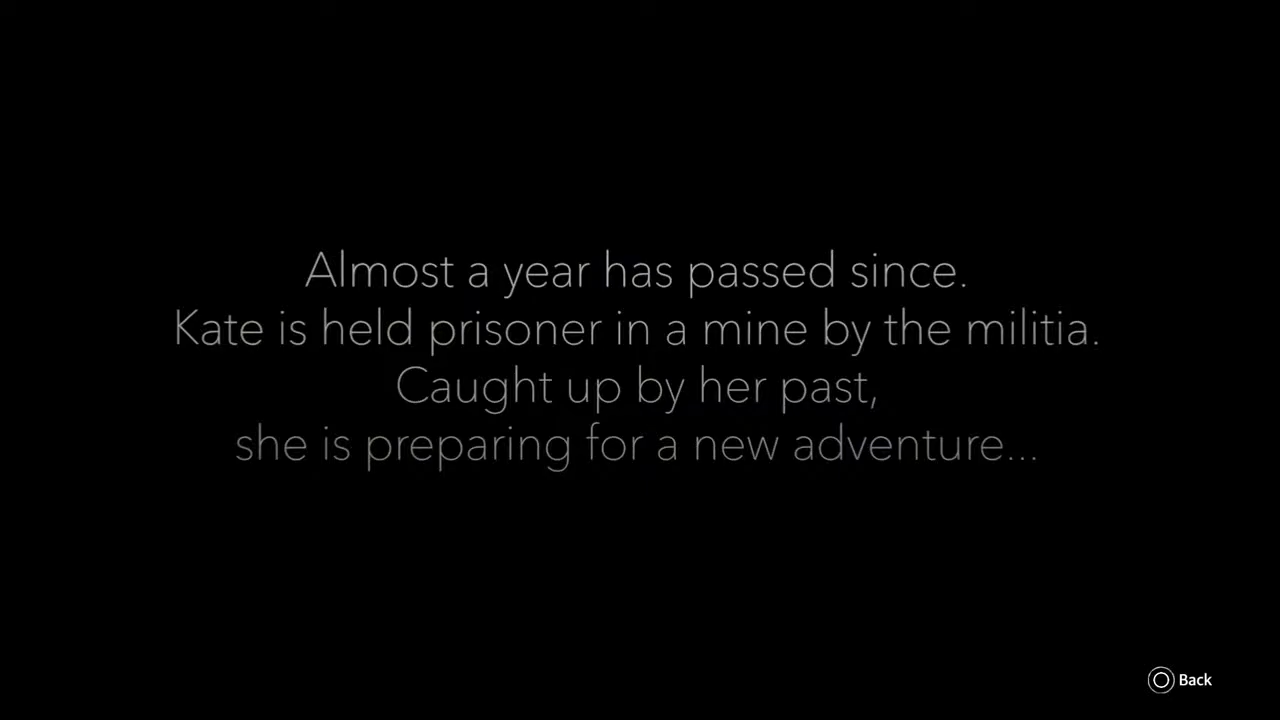 Almost a year has passed since.
Kate is held prisoner in a mine by the militia.
Caught up by her past,
she is preparing for a new adventure...
Back